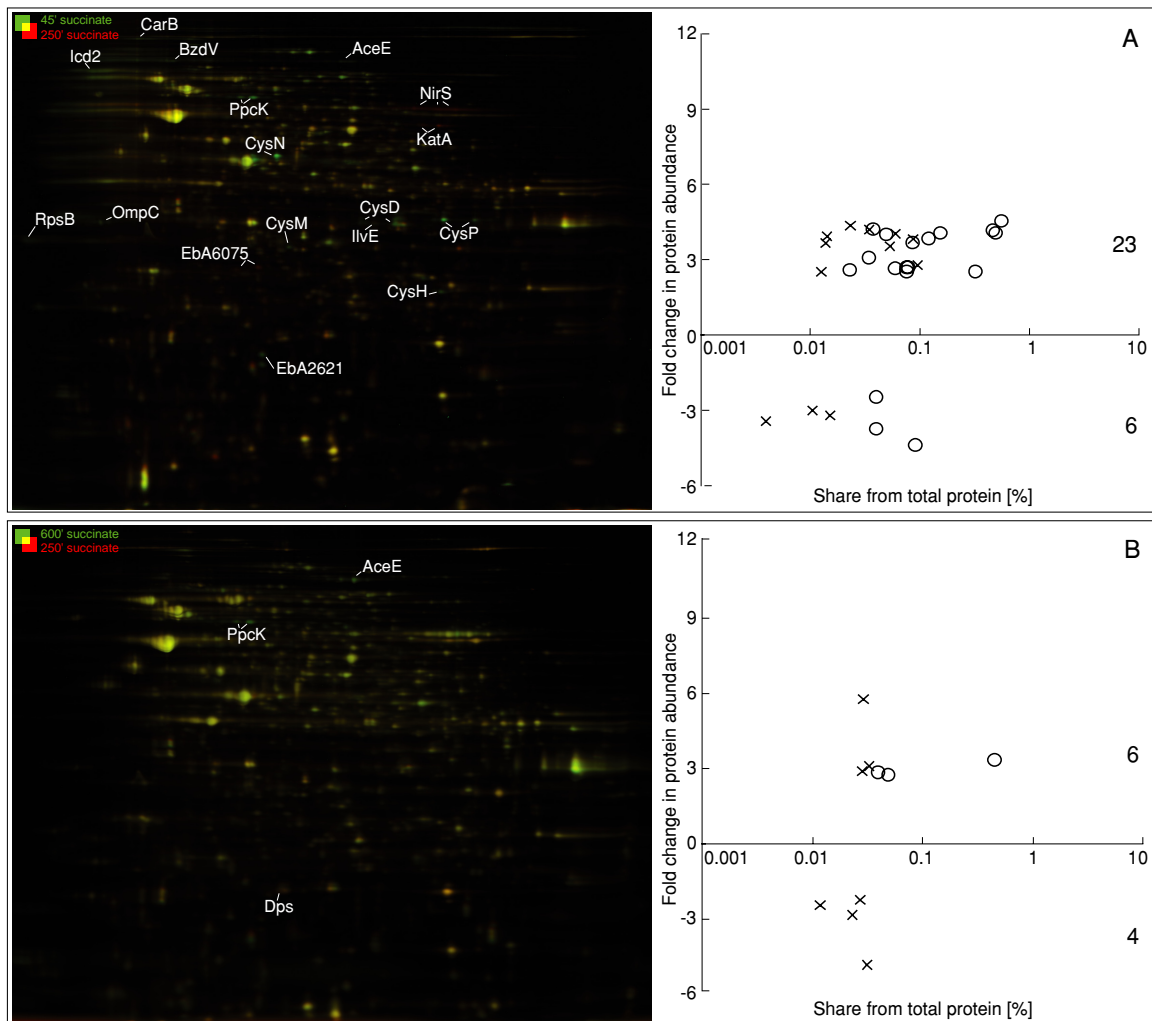 45' succinate
250' succinate
CarB
BzdV
AceE
Icd2
PpcK
NirS
KatA
CysN
RpsB
OmpC
CysM
CysD
IlvE
CysP
EbA6075
CysH
EbA2621
A
12
9
6
3
0
-3
-6
0.001
0.01
0.1
1
10
23
6
Fold change in protein abundance
Share from total protein [%]
600' succinate
250' succinate
AceE
PpcK
Dps
B
12
9
6
3
0
-3
-6
0.001
0.01
0.1
1
10
6
4
Fold change in protein abundance
Share from total protein [%]